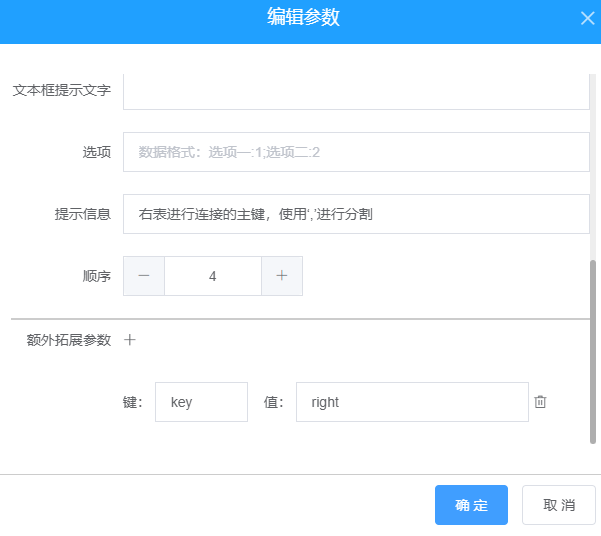 编辑参数
文本框提示文字
选项 数据格式：选项一:1;选项二:2
提示信息 右表进行连接的主键，使用','进行分割
顺序 4
额外拓展参数
键： key 值： right
确 定 取 消